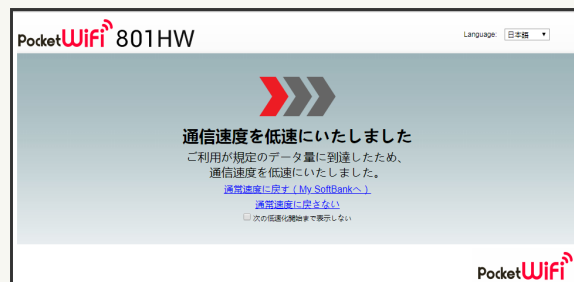 Pocket WiFi 801HW
Language: 日本語
通信速度を低速にいたしました
ご利用が規定のデータ量に到達したため、
通信速度を低速にいたしました。
通常速度に戻す ( My SoftBankへ )
通常速度に戻さない
次の低速化開始まで表示しない
Pocket WiFi